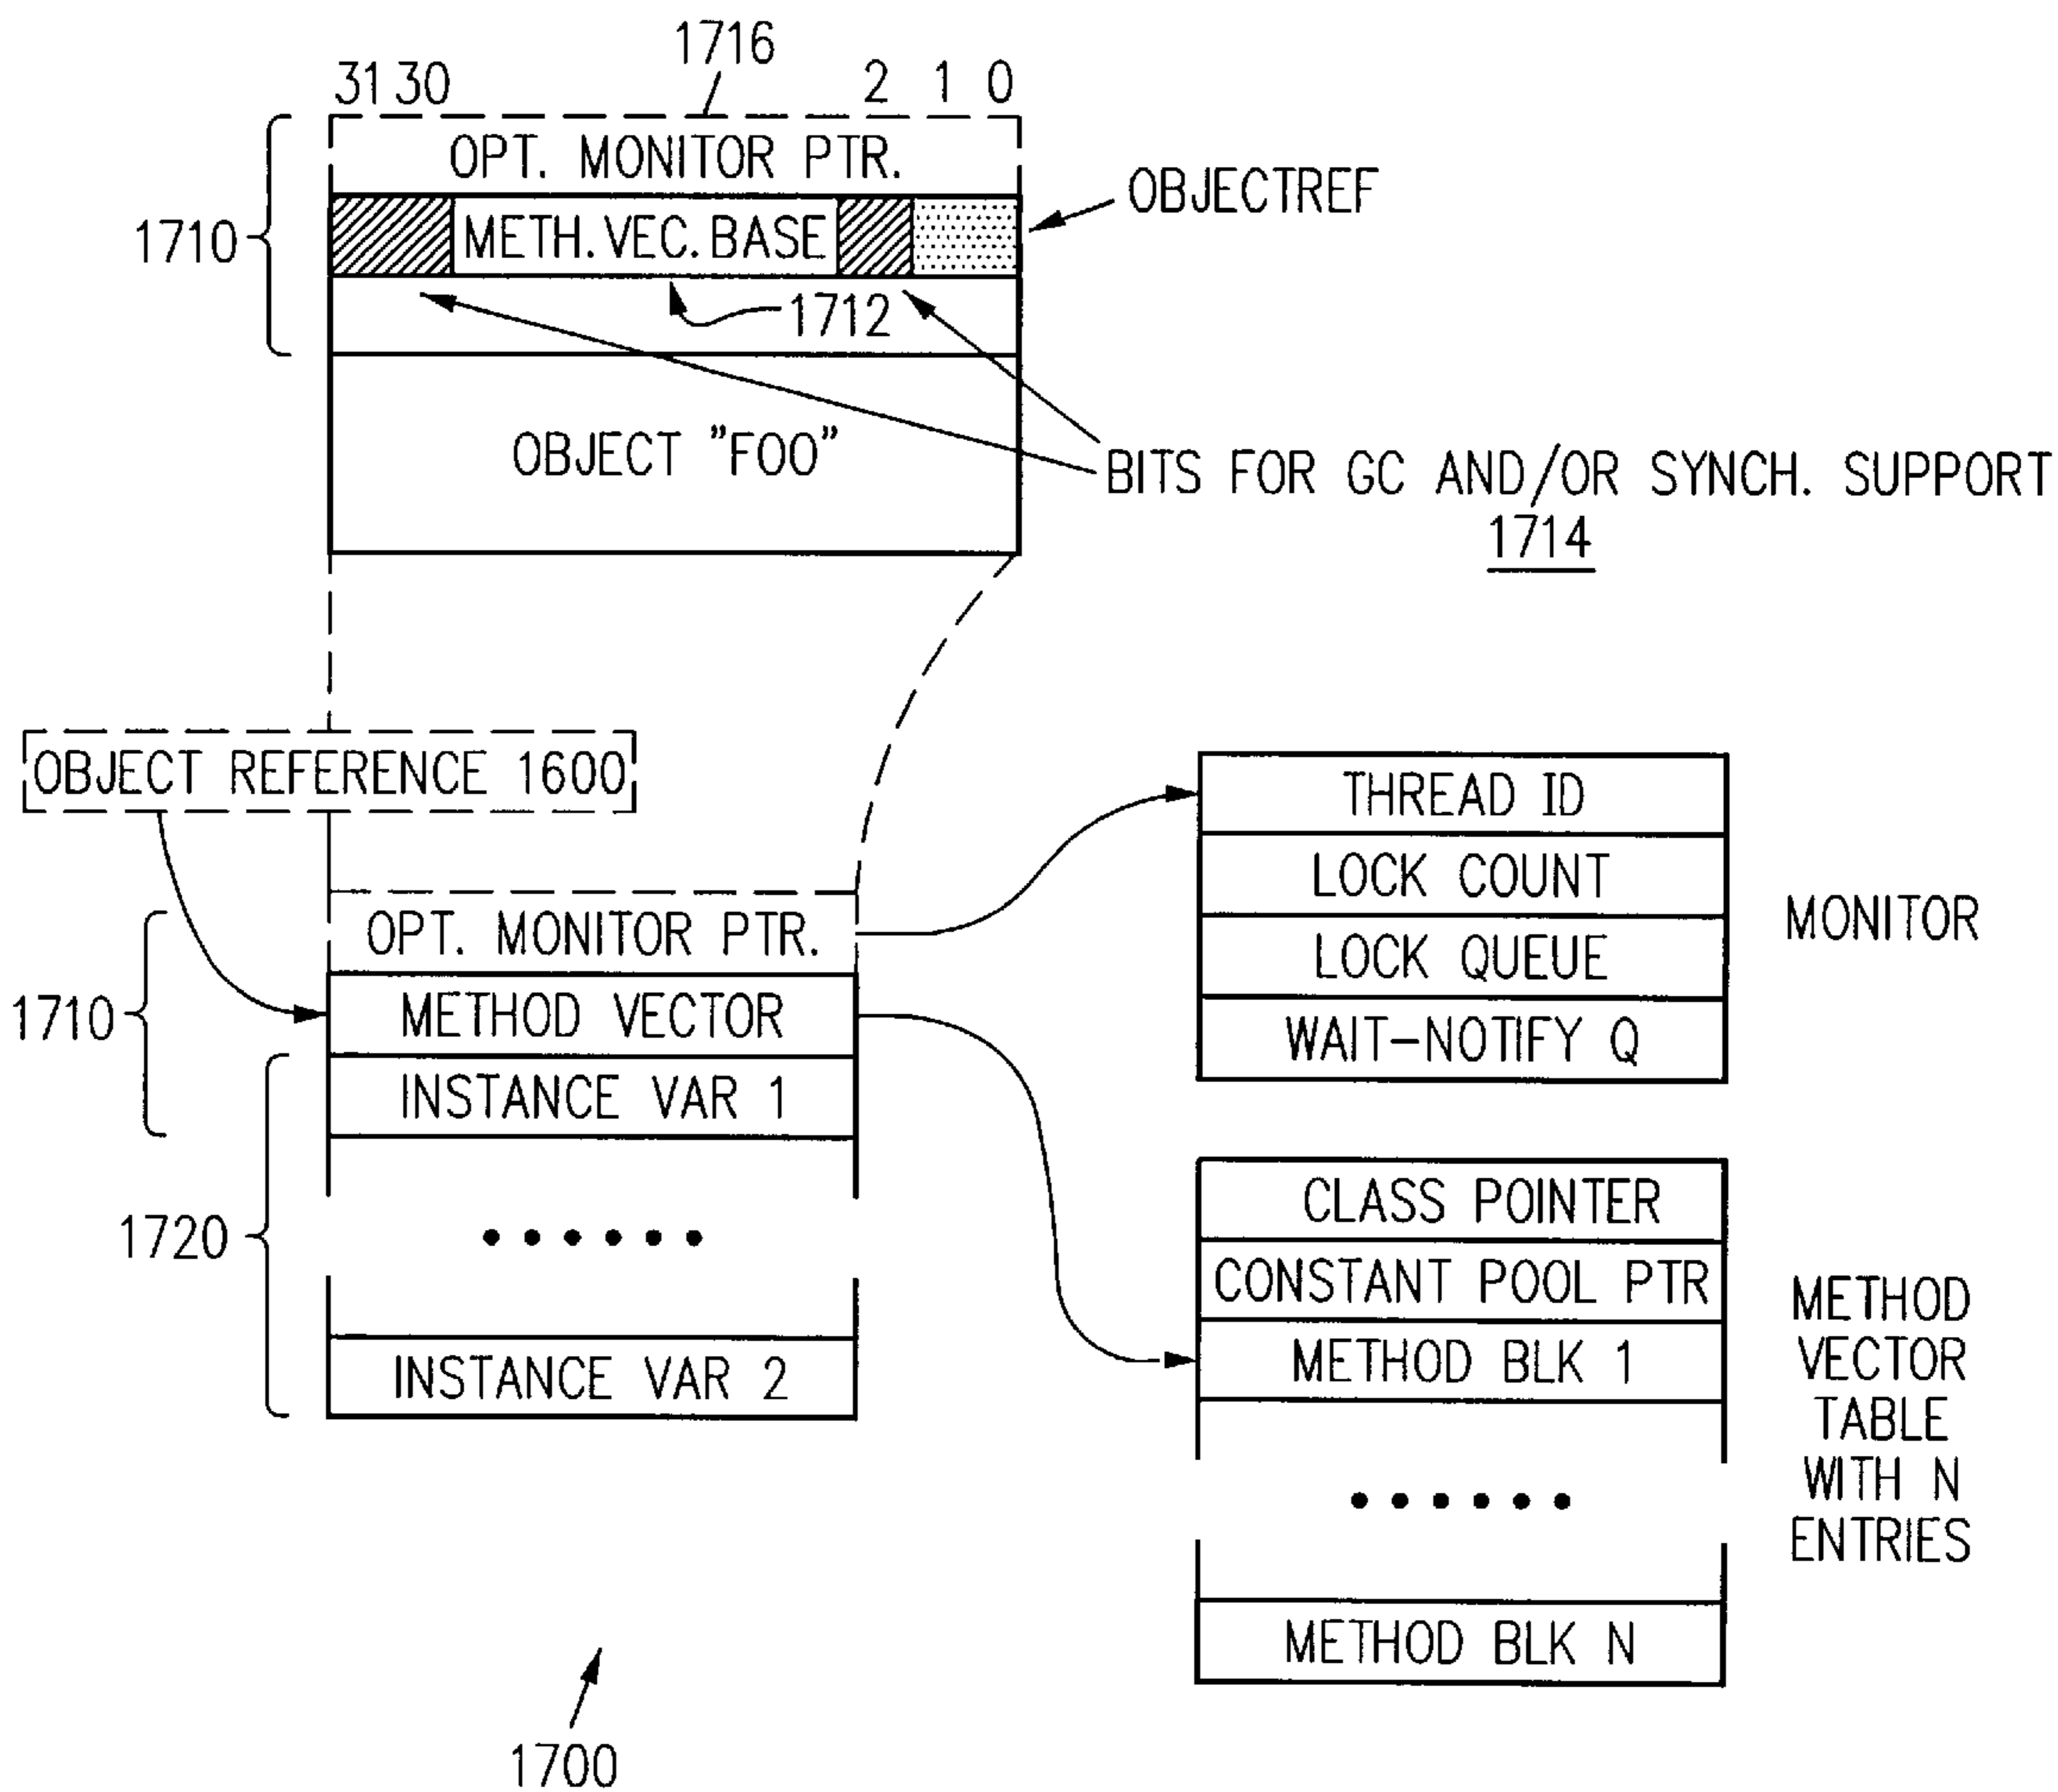 1716
31 30 2 1 0
OPT. MONITOR PTR.
OBJECTREF
METH. VEC. BASE
1710
1712
OBJECT "FOO"
BITS FOR GC AND/OR SYNCH. SUPPORT
1714
OBJECT REFERENCE 1600
OPT. MONITOR PTR.
METHOD VECTOR
1710
INSTANCE VAR 1
1720
......
INSTANCE VAR 2
THREAD ID
LOCK COUNT
LOCK QUEUE
WAIT-NOTIFY Q
MONITOR
CLASS POINTER
CONSTANT POOL PTR
METHOD BLK 1
......
METHOD BLK N
METHOD
VECTOR
TABLE
WITH N
ENTRIES
1700